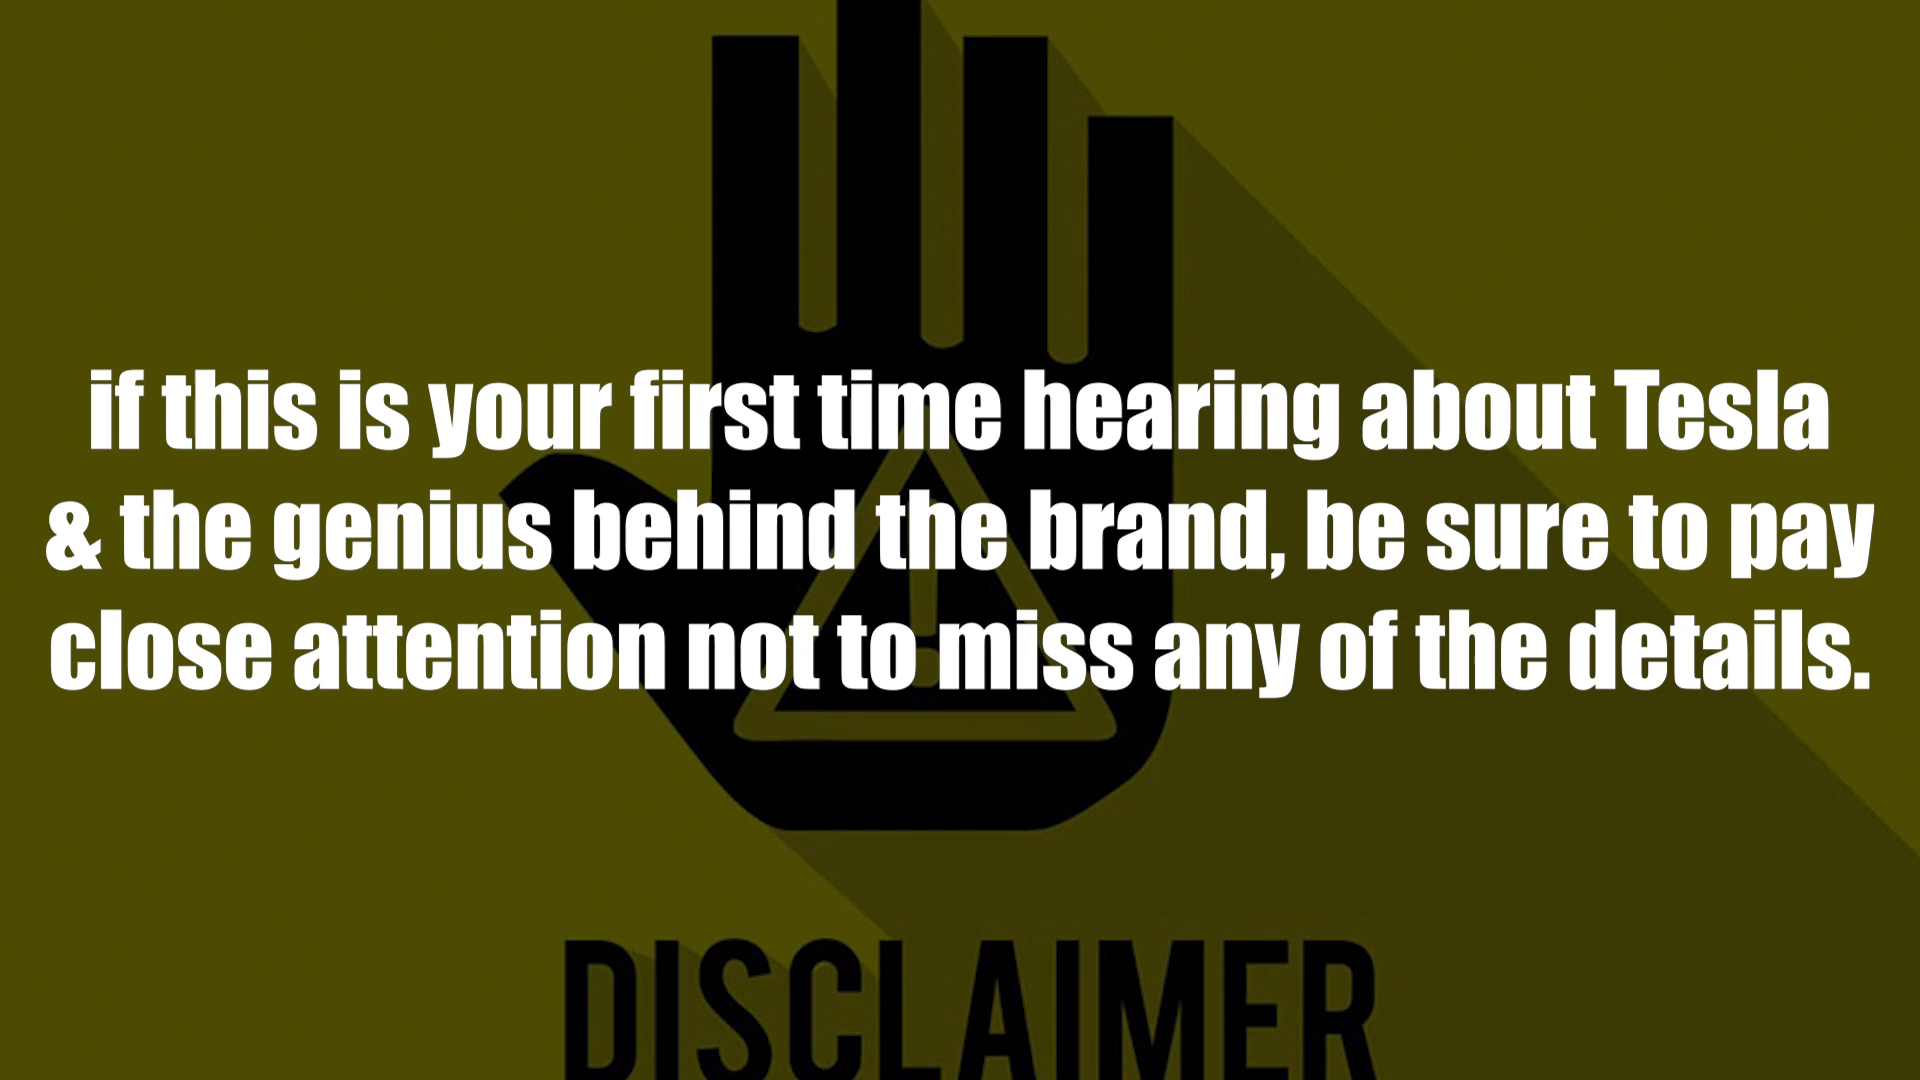 if this is your first time hearing about Tesla
& the genius behind the brand, be sure to pay
close attention not to miss any of the details.
DISCLAIMER